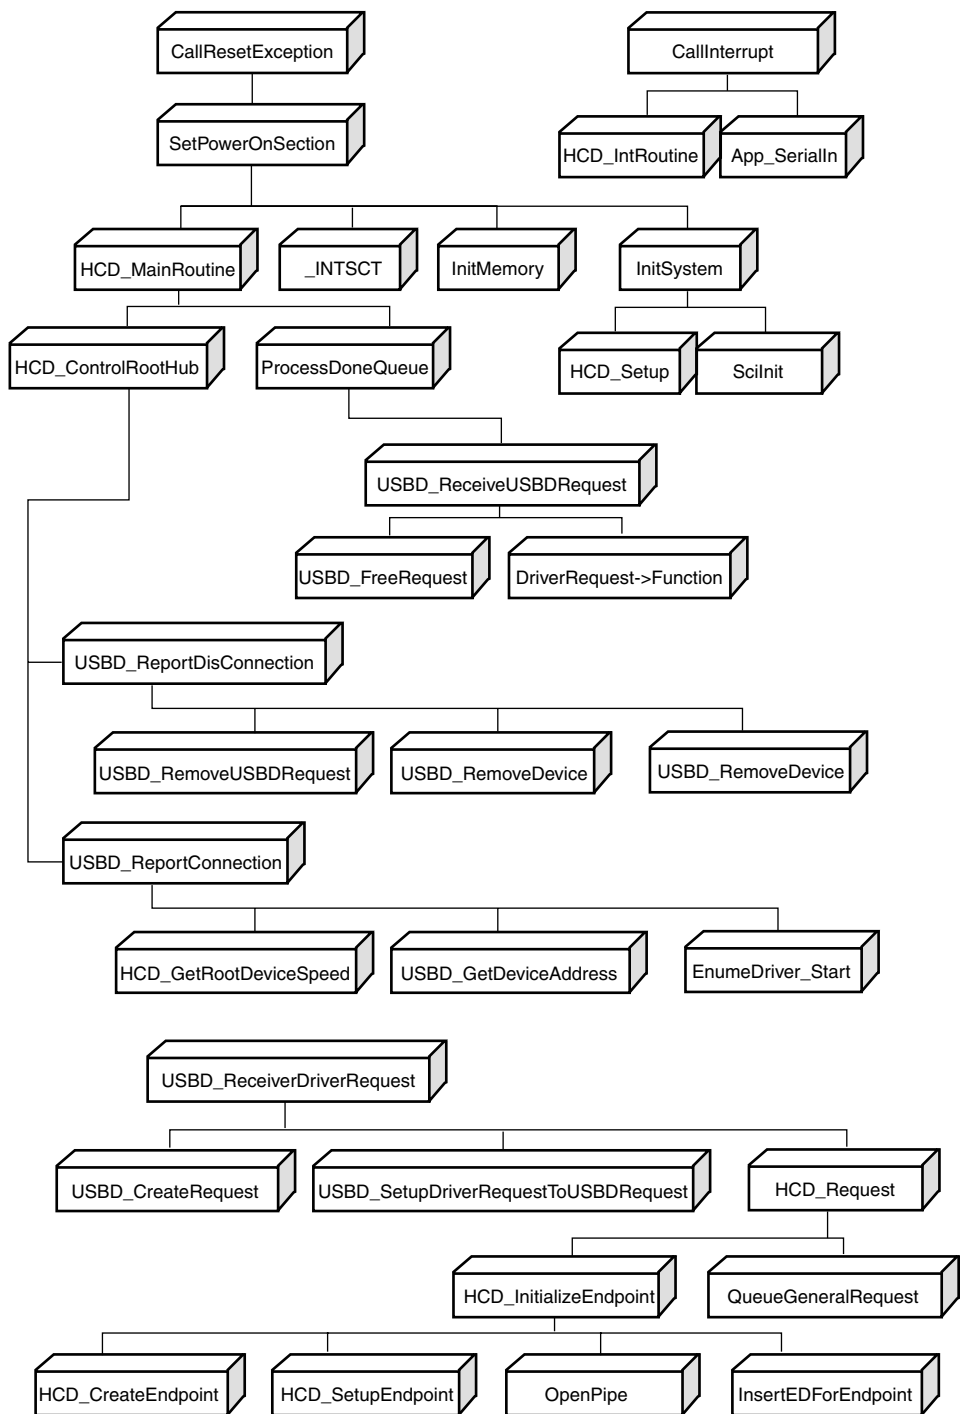 CallResetException
CallInterrupt
SetPowerOnSection
HCD_IntRoutine
App_SerialIn
HCD_MainRoutine
_INTSCT
InitMemory
InitSystem
HCD_ControlRootHub
ProcessDoneQueue
HCD_Setup
SciInit
USBD_ReceiveUSBDRequest
USBD_FreeRequest
DriverRequest->Function
USBD_ReportDisConnection
USBD_RemoveUSBDRequest
USBD_RemoveDevice
USBD_RemoveDevice
USBD_ReportConnection
HCD_GetRootDeviceSpeed
USBD_GetDeviceAddress
EnumeDriver_Start
USBD_ReceiverDriverRequest
USBD_CreateRequest
USBD_SetupDriverRequestToUSBDRequest
HCD_Request
HCD_InitializeEndpoint
QueueGeneralRequest
HCD_CreateEndpoint
HCD_SetupEndpoint
OpenPipe
InsertEDForEndpoint